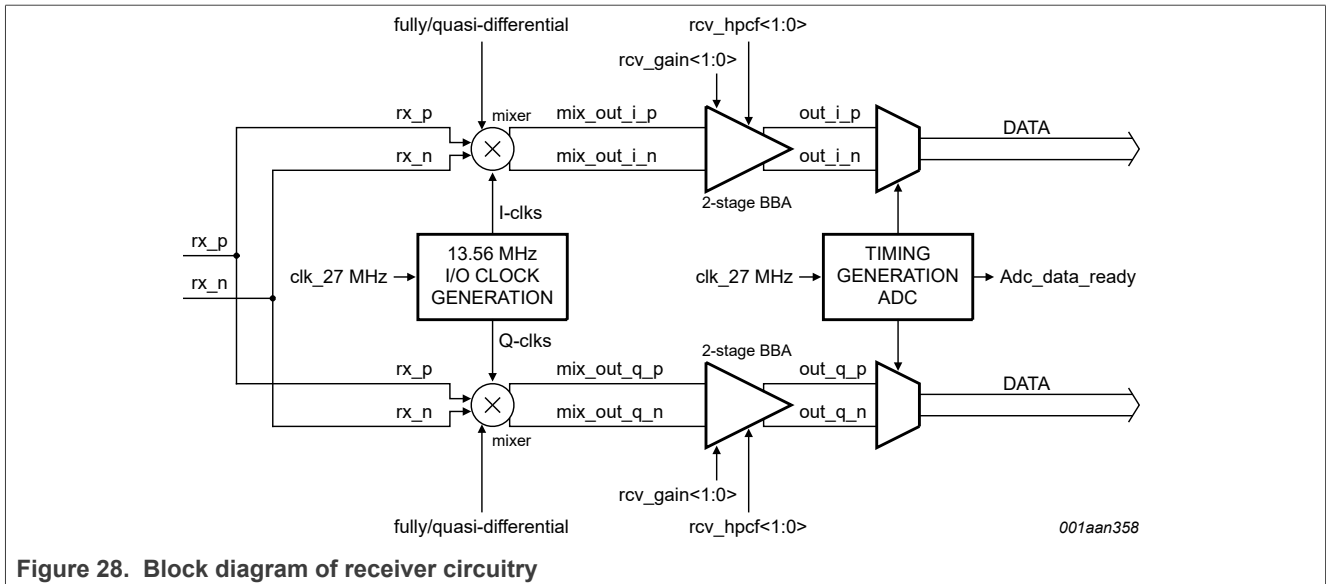 fully/quasi-differential
rcv_hpcf<1:0>
rcv_gain<1:0>
rx_p
mixer
mix_out_i_p
out_i_p
DATA
rx_n
mix_out_i_n
out_i_n
2-stage BBA
I-clks
rx_p
rx_n
clk_27 MHz
13.56 MHz
I/O CLOCK
GENERATION
clk_27 MHz
TIMING
GENERATION
ADC
Adc_data_ready
Q-clks
2-stage BBA
rx_p
mix_out_q_p
out_q_p
DATA
rx_n
mix_out_q_n
out_q_n
mixer
rcv_gain<1:0>
fully/quasi-differential
rcv_hpcf<1:0>
001aan358
Figure 28. Block diagram of receiver circuitry